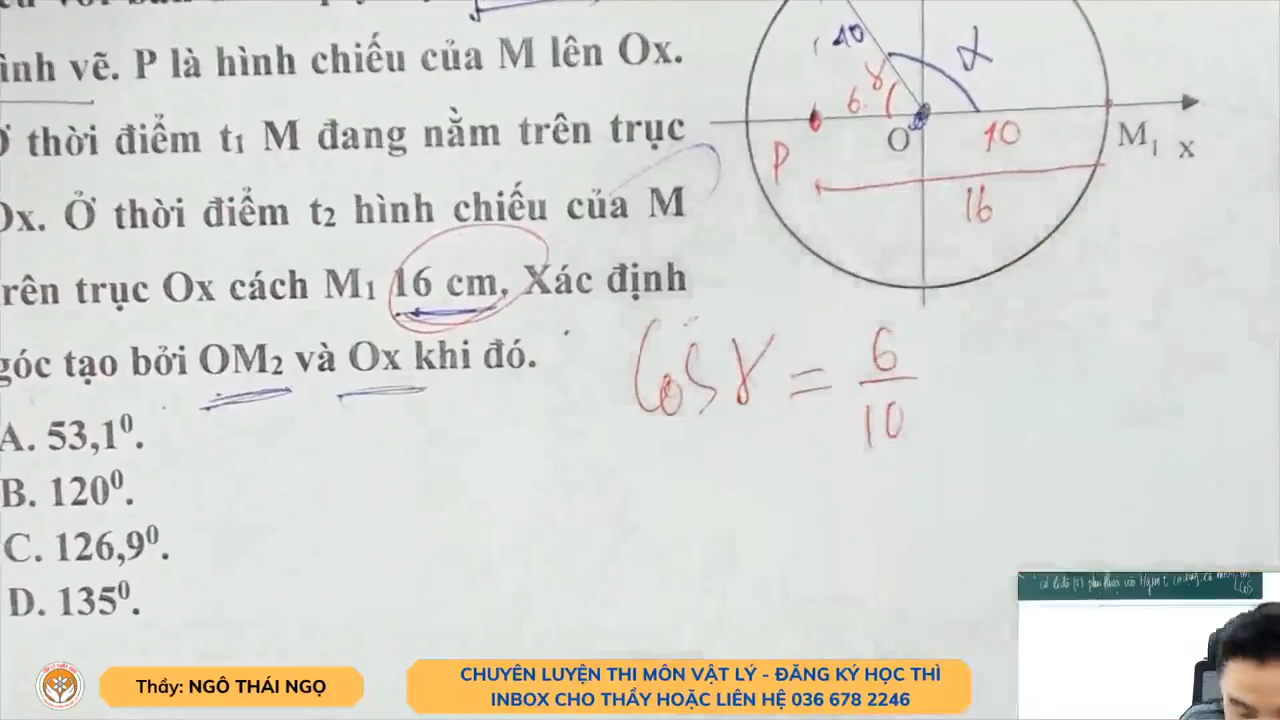 ình vẽ. P là hình chiếu của M lên Ox.
Ở thời điểm t₁ M đang nằm trên trục
Ox. Ở thời điểm t₂ hình chiếu của M
trên trục Ox cách M₁ 16 cm. Xác định
góc tạo bởi OM₂ và Ox khi đó.
A. 53,1⁰.
B. 120⁰.
C. 126,9⁰.
D. 135⁰.
10
α
γ
6
O
10
M₁
x
P
16
Cos γ = 6/10
Thầy: NGÔ THÁI NGỌ
CHUYÊN LUYỆN THI MÔN VẬT LÝ - ĐĂNG KÝ HỌC THÌ
INBOX CHO THẦY HOẶC LIÊN HỆ 036 678 2246